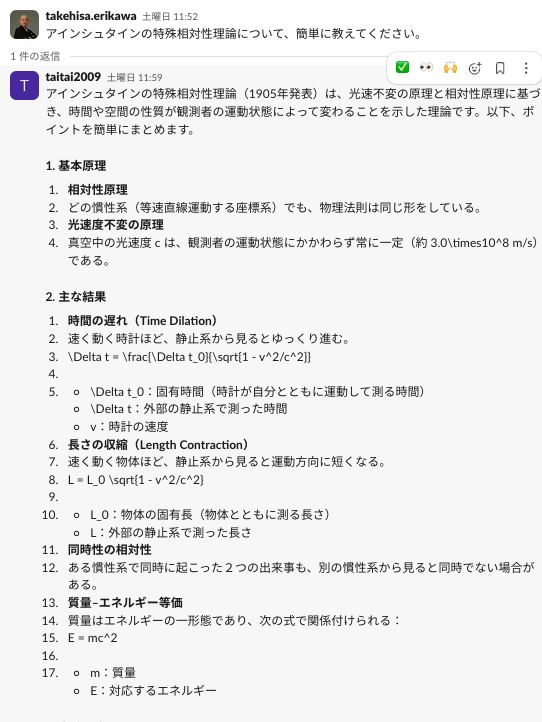 takehisa.erikawa 土曜日 11:52
アインシュタインの特殊相対性理論について、簡単に教えてください。
1 件の返信
T
taitai2009 土曜日 11:59
アインシュタインの特殊相対性理論（1905年発表）は、光速不変の原理と相対性原理に基づ
き、時間や空間の性質が観測者の運動状態によって変わることを示した理論です。以下、ポ
イントを簡単にまとめます。
1. 基本原理
1. 相対性原理
2. どの慣性系（等速直線運動する座標系）でも、物理法則は同じ形をしている。
3. 光速度不変の原理
4. 真空中の光速度 c は、観測者の運動状態にかかわらず常に一定（約 3.0\times10^8 m/s）
である。
2. 主な結果
1. 時間の遅れ（Time Dilation）
2. 速く動く時計ほど、静止系から見るとゆっくり進む。
3. \Delta t = \frac{\Delta t_0}{\sqrt{1 - v^2/c^2}}
4.
5. ◦ \Delta t_0：固有時間（時計が自分とともに運動して測る時間）
◦ \Delta t：外部の静止系で測った時間
◦ v：時計の速度
6. 長さの収縮（Length Contraction）
7. 速く動く物体ほど、静止系から見ると運動方向に短くなる。
8. L = L_0 \sqrt{1 - v^2/c^2}
9.
10. ◦ L_0：物体の固有長（物体とともに測る長さ）
◦ L：外部の静止系で測った長さ
11. 同時性の相対性
12. ある慣性系で同時に起こった２つの出来事も、別の慣性系から見ると同時でない場合が
ある。
13. 質量–エネルギー等価
14. 質量はエネルギーの一形態であり、次の式で関係付けられる：
15. E = mc^2
16.
17. ◦ m：質量
◦ E：対応するエネルギー